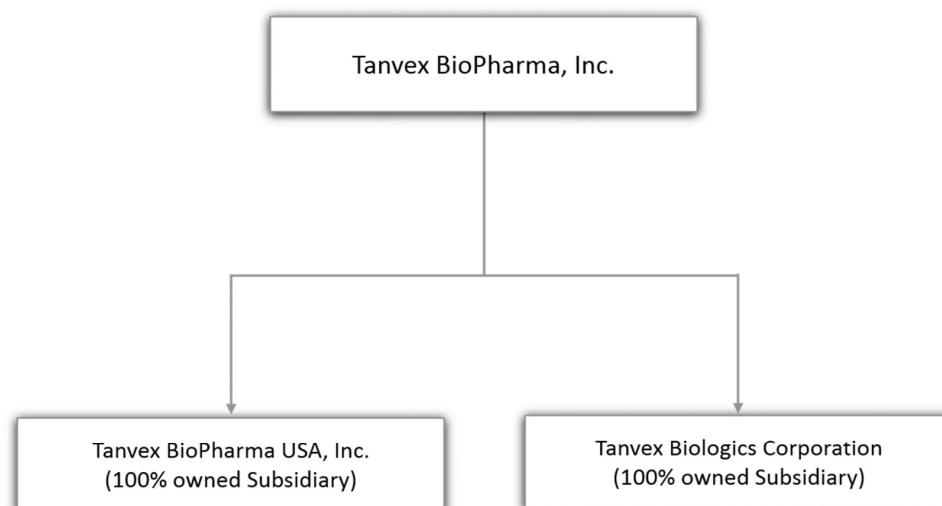 Tanvex BioPharma, Inc.
Tanvex BioPharma USA, Inc.
(100% owned Subsidiary)
Tanvex Biologics Corporation
(100% owned Subsidiary)